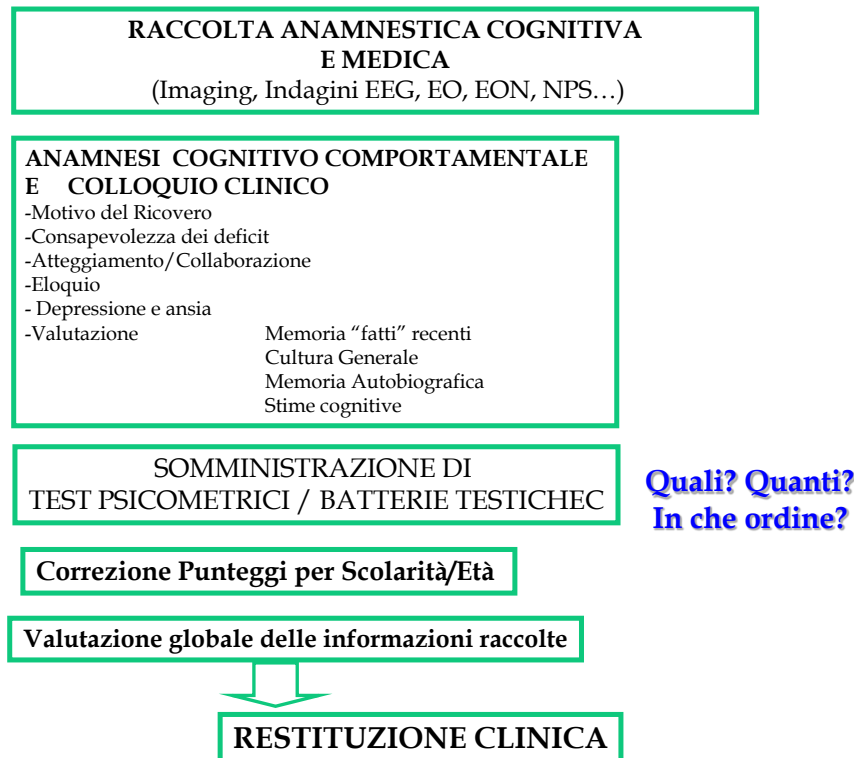 RACCOLTA ANAMNESTICA COGNITIVA
E MEDICA
(Imaging, Indagini EEG, EO, EON, NPS…)
ANAMNESI COGNITIVO COMPORTAMENTALE
E COLLOQUIO CLINICO
-Motivo del Ricovero
-Consapevolezza dei deficit
-Atteggiamento/Collaborazione
-Eloquio
- Depressione e ansia
-Valutazione Memoria “fatti” recenti
Cultura Generale
Memoria Autobiografica
Stime cognitive
SOMMINISTRAZIONE DI
TEST PSICOMETRICI / BATTERIE TESTICHEC
Quali? Quanti?
In che ordine?
Correzione Punteggi per Scolarità/Età
Valutazione globale delle informazioni raccolte
RESTITUZIONE CLINICA